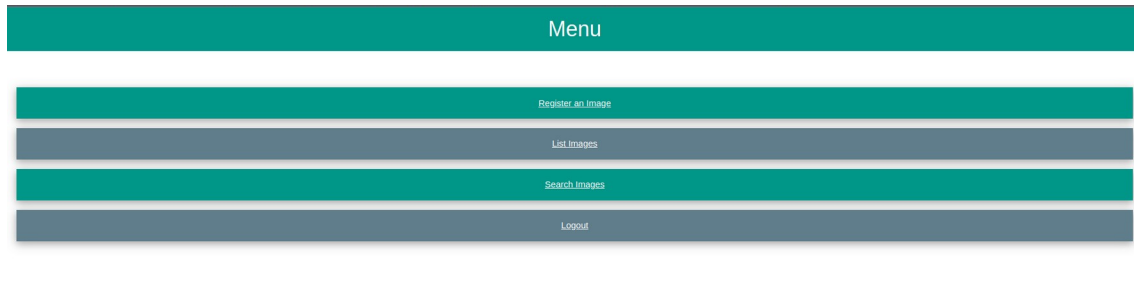 Menu
Register an Image
List Images
Search Images
Logout